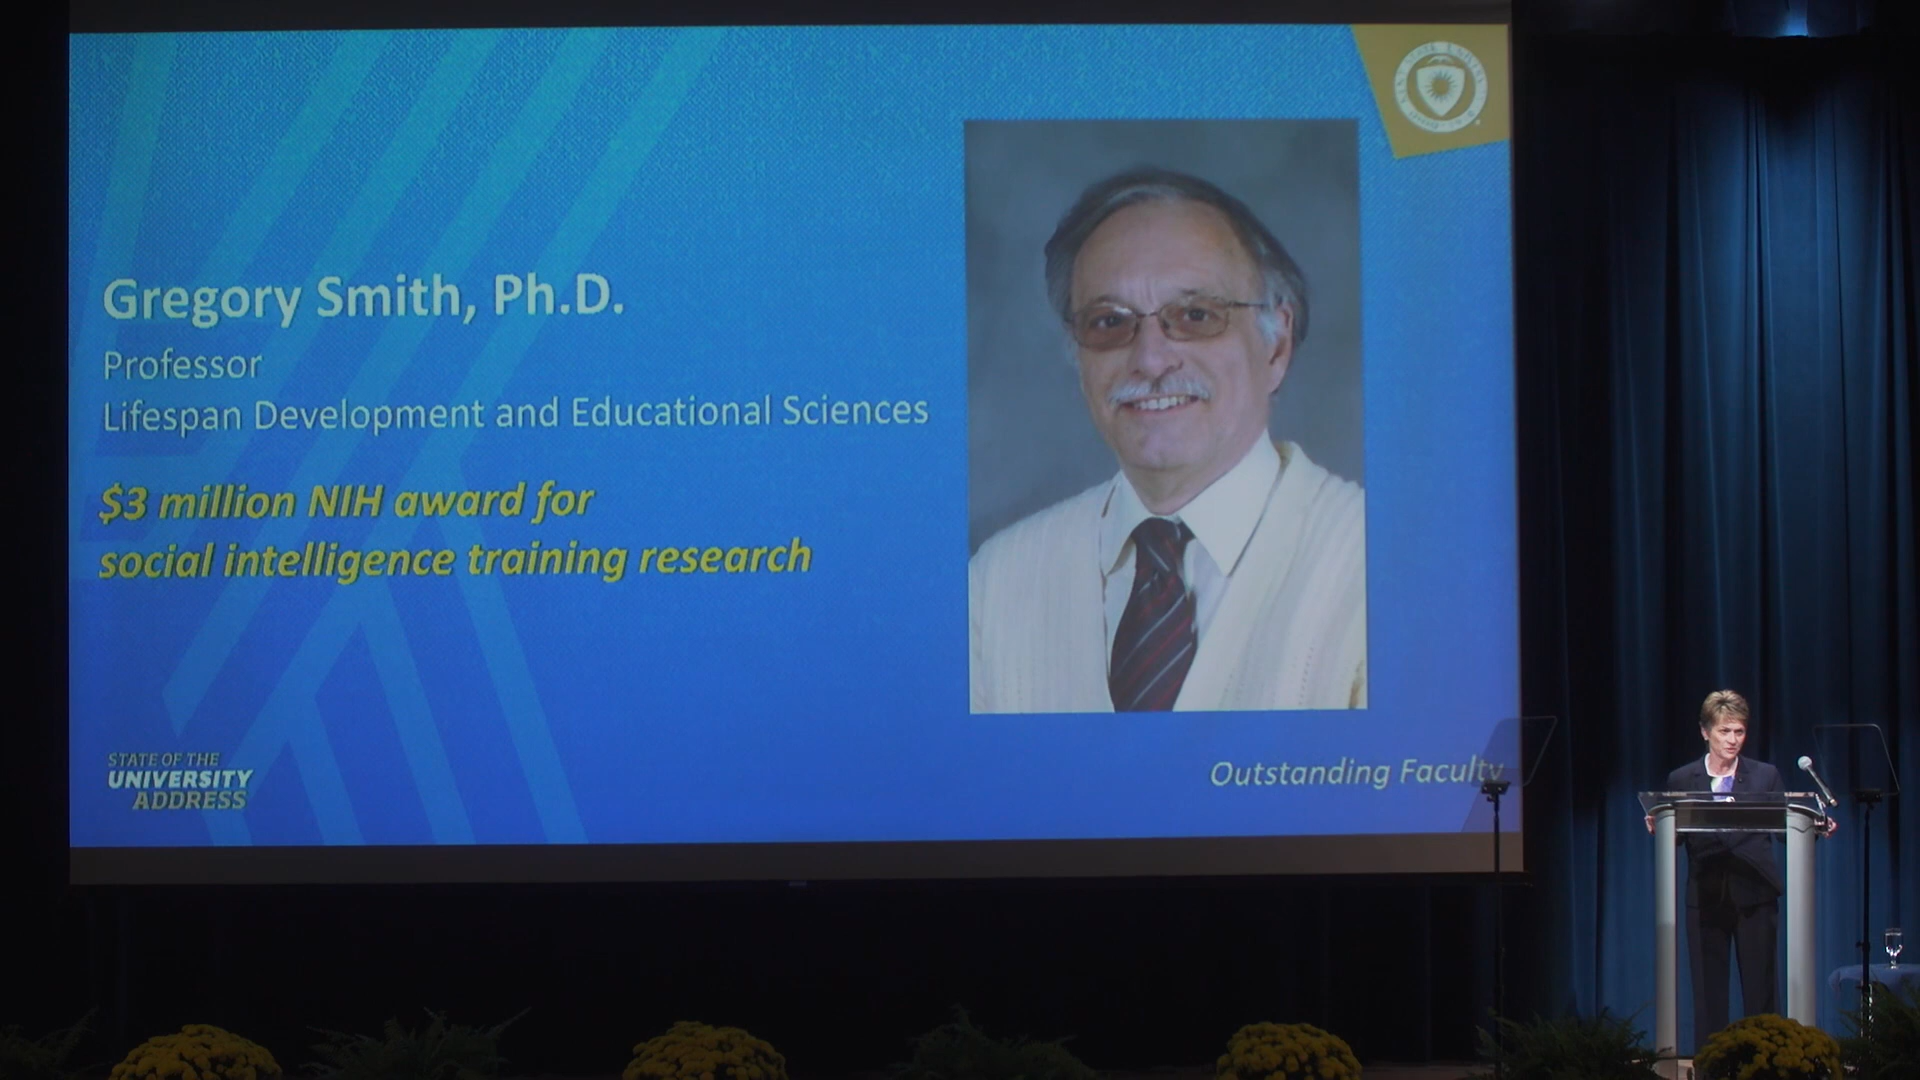 Gregory Smith, Ph.D.
Professor
Lifespan Development and Educational Sciences
$3 million NIH award for
social intelligence training research
STATE OF THE
UNIVERSITY
ADDRESS
Outstanding Faculty